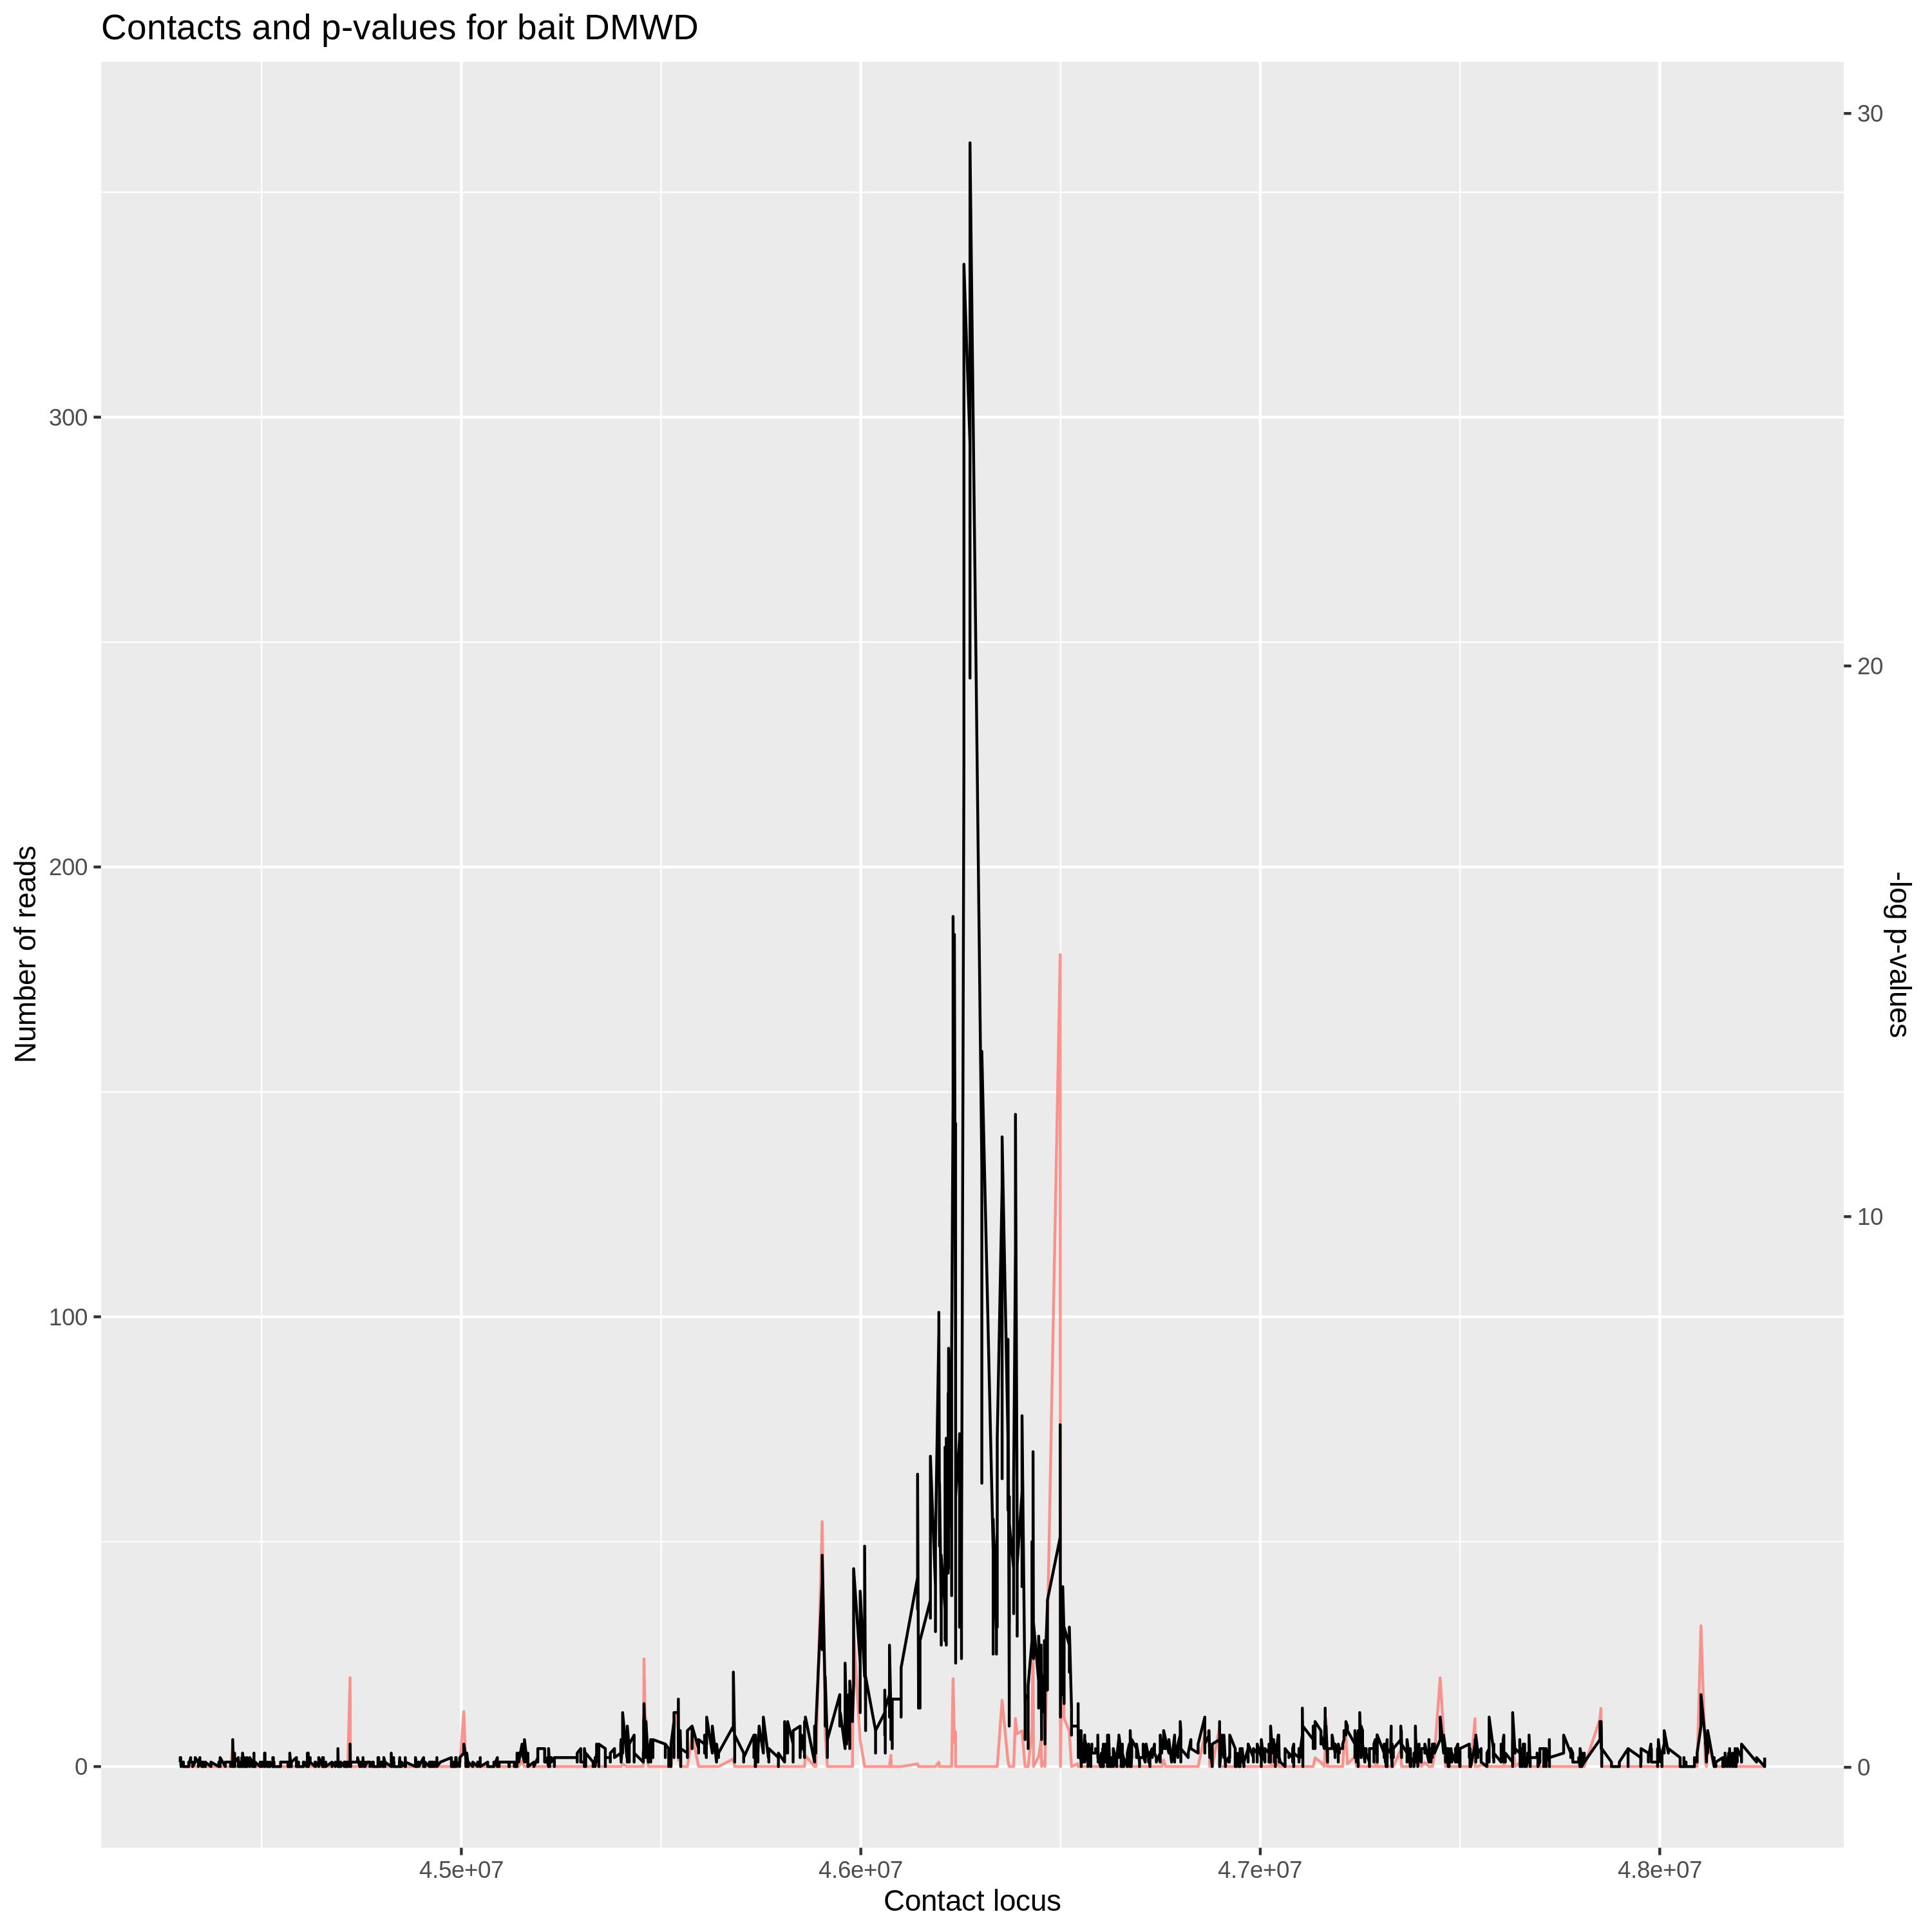 Contacts and p-values for bait DMWD
Number of reads
300
200
100
0
30
20
10
0
-log p-values
4.5e+07
4.6e+07
4.7e+07
4.8e+07
Contact locus